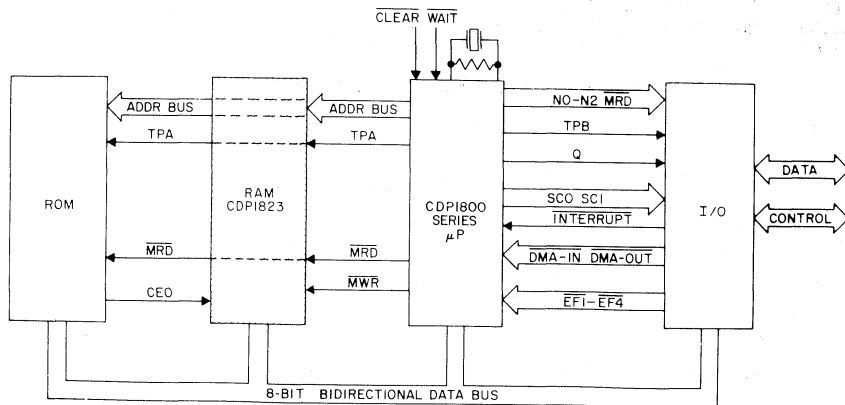 CLEAR WAIT
ADDR BUS
ADDR BUS
NO-N2 MRD
TPA
TPA
TPB
Q
DATA
ROM
RAM
CDP1823
CDP1800
SERIES
μP
SCO SCI
I/O
CONTROL
INTERRUPT
MRD
MRD
DMA-IN DMA-OUT
CEO
MWR
EF1-EF4
8-BIT BIDIRECTIONAL DATA BUS